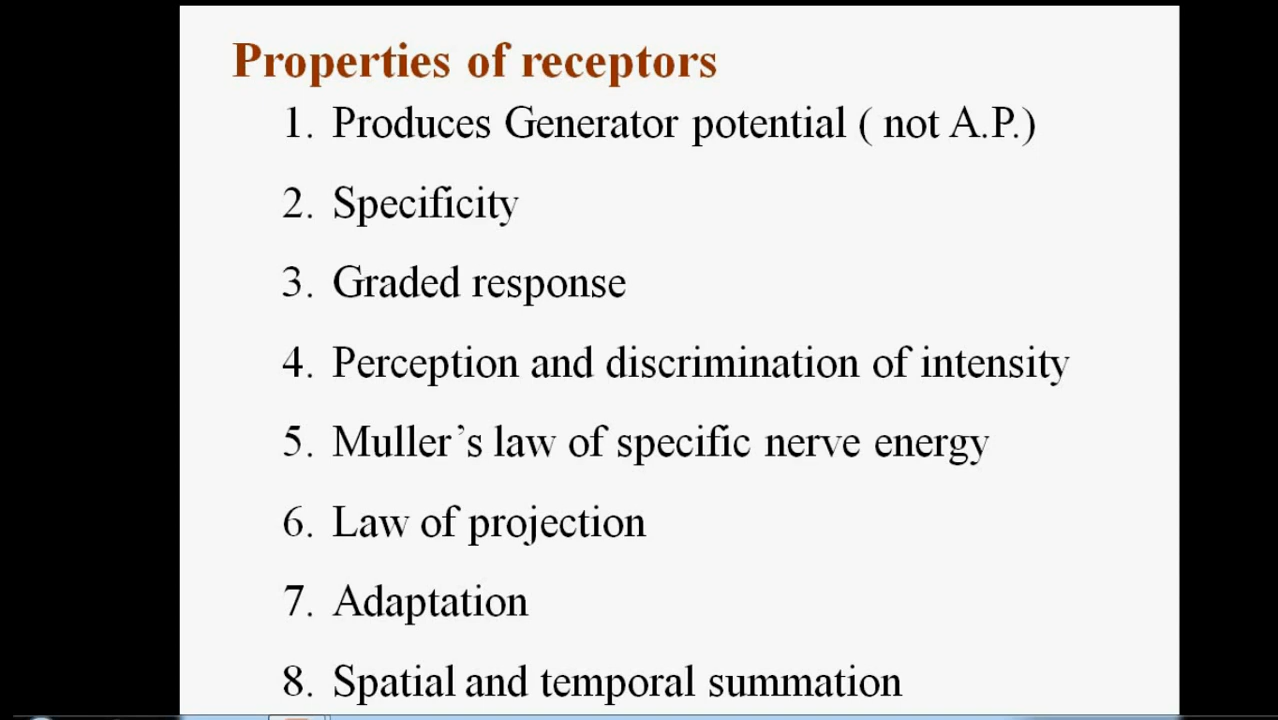 Properties of receptors
1. Produces Generator potential ( not A.P.)
2. Specificity
3. Graded response
4. Perception and discrimination of intensity
5. Muller’s law of specific nerve energy
6. Law of projection
7. Adaptation
8. Spatial and temporal summation